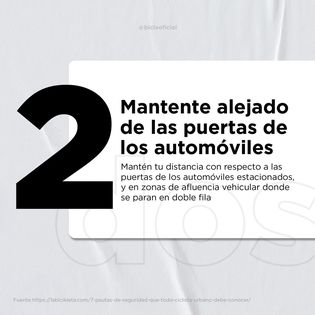 @bicleoficial
2
Mantente alejado
de las puertas de
los automóviles
Mantén tu distancia con respecto a las
puertas de los automóviles estacionados,
y en zonas de afluencia vehicular donde
se paran en doble fila
dos
Fuente:https://labicikleta.com/7-pautas-de-seguridad-que-todo-ciclista-urbano-debe-conocer/